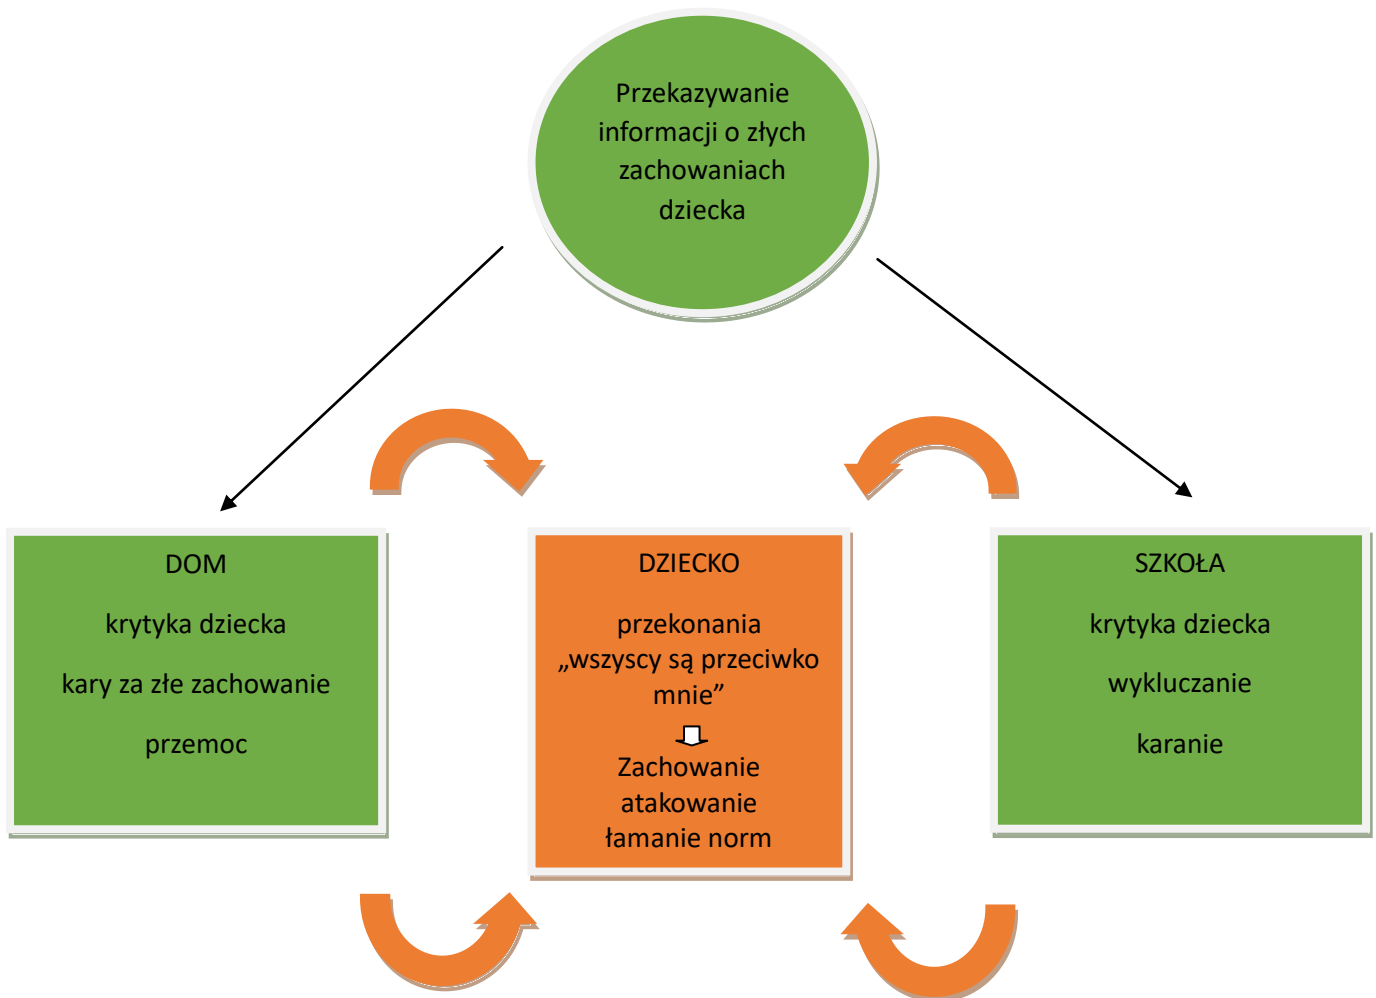 Przekazywanie
informacji o złych
zachowaniach
dziecka
DOM
krytyka dziecka
kary za złe zachowanie
przemoc
DZIECKO
przekonania
„wszyscy są przeciwko
mnie”
Zachowanie
atakowanie
łamanie norm
SZKOŁA
krytyka dziecka
wykluczanie
karanie